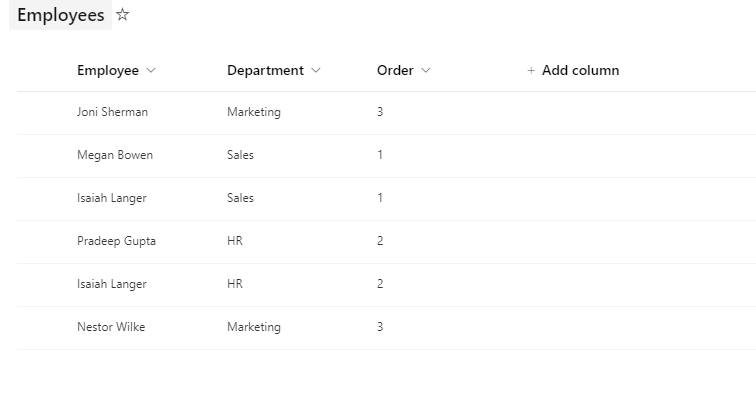 Employees
Employee Department Order + Add column
Joni Sherman Marketing 3
Megan Bowen Sales 1
Isaiah Langer Sales 1
Pradeep Gupta HR 2
Isaiah Langer HR 2
Nestor Wilke Marketing 3